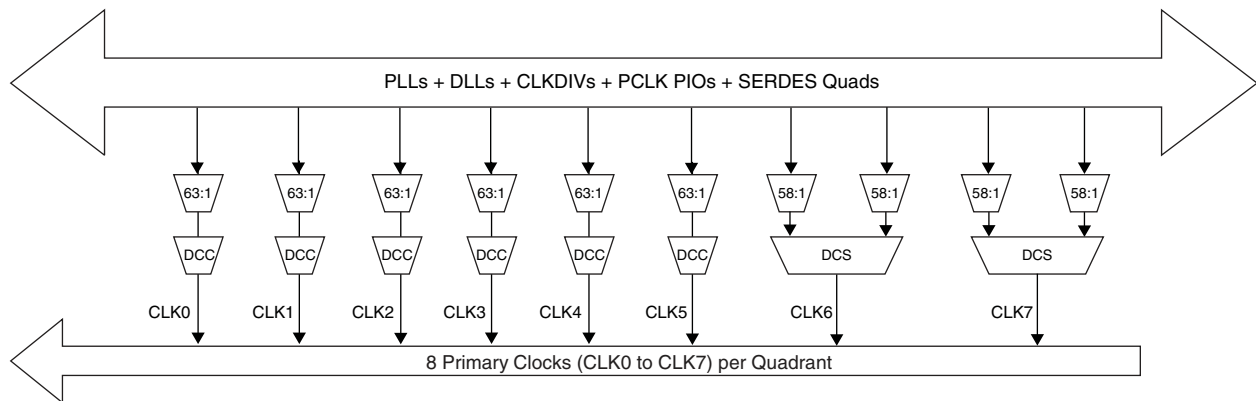 PLLs + DLLs + CLKDIVs + PCLK PIOs + SERDES Quads
63:1 63:1 63:1 63:1 63:1 63:1 58:1 58:1 58:1 58:1
DCC DCC DCC DCC DCC DCC DCS DCS
CLK0 CLK1 CLK2 CLK3 CLK4 CLK5 CLK6 CLK7
8 Primary Clocks (CLK0 to CLK7) per Quadrant